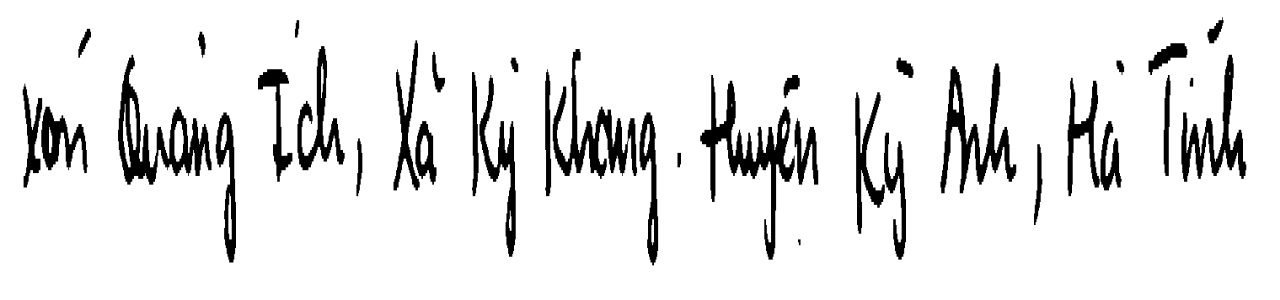 Xóm Quảng Ích, Xã Kỳ Khang. Huyện Kỳ Anh, Hà Tĩnh